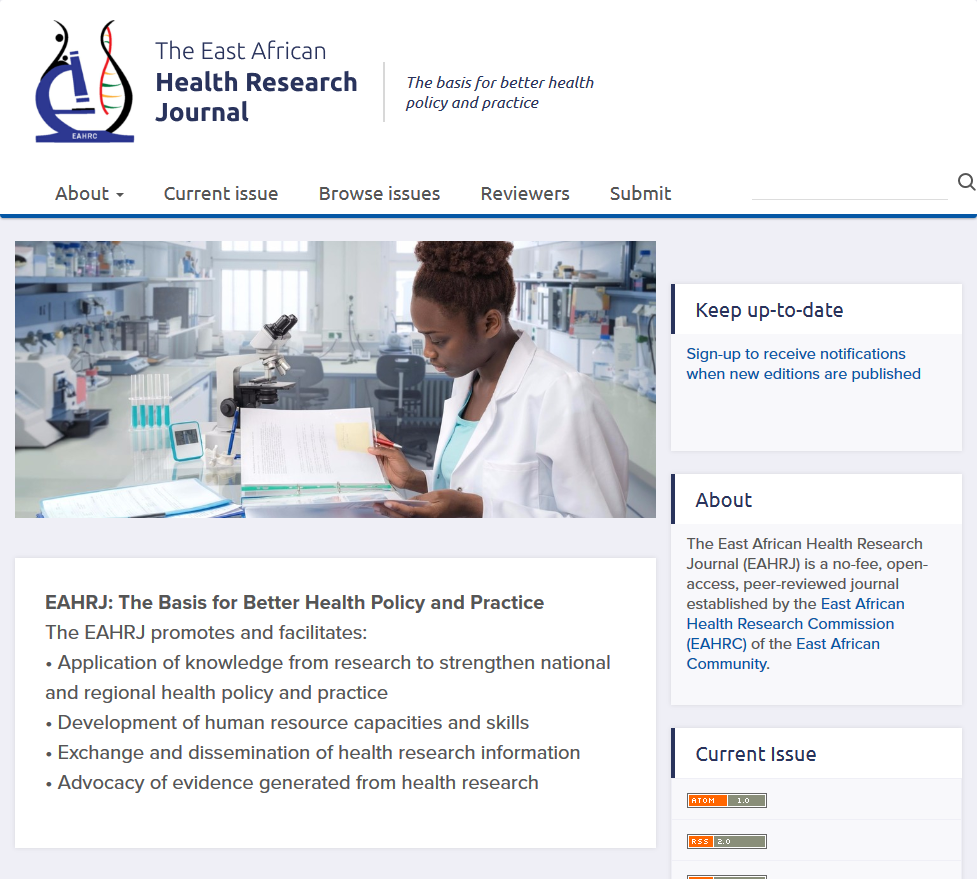 EAHRC
The East African
Health Research
Journal
The basis for better health
policy and practice
About
Current issue
Browse issues
Reviewers
Submit
EAHRJ: The Basis for Better Health Policy and Practice
The EAHRJ promotes and facilitates:
• Application of knowledge from research to strengthen national
and regional health policy and practice
• Development of human resource capacities and skills
• Exchange and dissemination of health research information
• Advocacy of evidence generated from health research
Keep up-to-date
Sign-up to receive notifications
when new editions are published
About
The East African Health Research
Journal (EAHRJ) is a no-fee, open-
access, peer-reviewed journal
established by the East African
Health Research Commission
(EAHRC) of the East African
Community.
Current Issue
ATOM 1.0
RSS 2.0